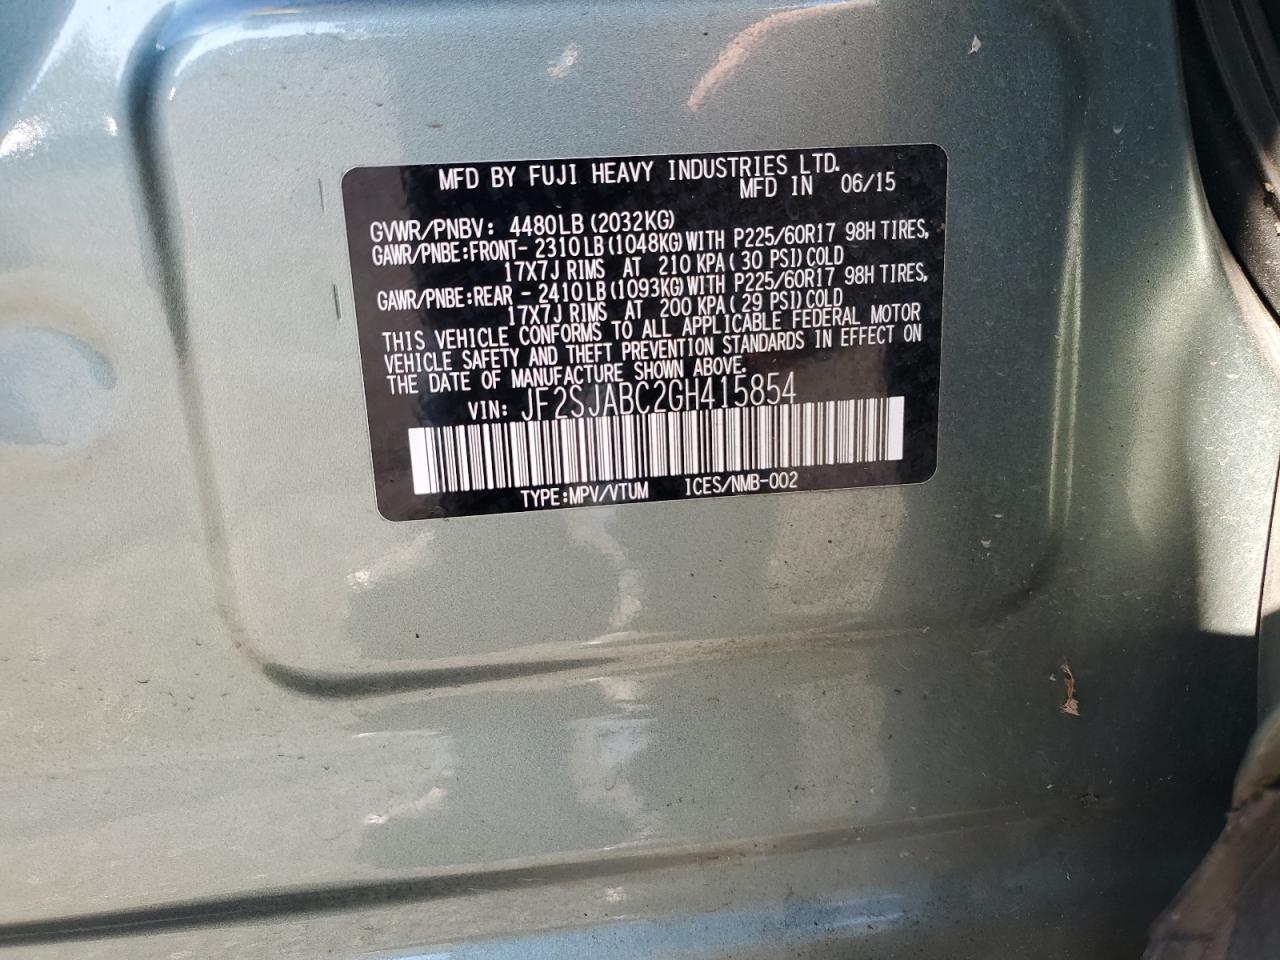 MFD BY FUJI HEAVY INDUSTRIES LTD.
MFD IN 06/15
GVWR/PNBV: 4480LB(2032KG)
GAWR/PNBE:FRONT- 2310LB(1048KG)WITH P225/60R17 98H TIRES,
17X7J RIMS AT 210 KPA(30 PSI)COLD
GAWR/PNBE:REAR - 2410LB(1093KG)WITH P225/60R17 98H TIRES,
17X7J RIMS AT 200 KPA(29 PSI)COLD
THIS VEHICLE CONFORMS TO ALL APPLICABLE FEDERAL MOTOR
VEHICLE SAFETY AND THEFT PREVENTION STANDARDS IN EFFECT ON
THE DATE OF MANUFACTURE SHOWN ABOVE.
VIN: JF2SJABC2GH415854
TYPE:MPV/VTUM ICES/NMB-002